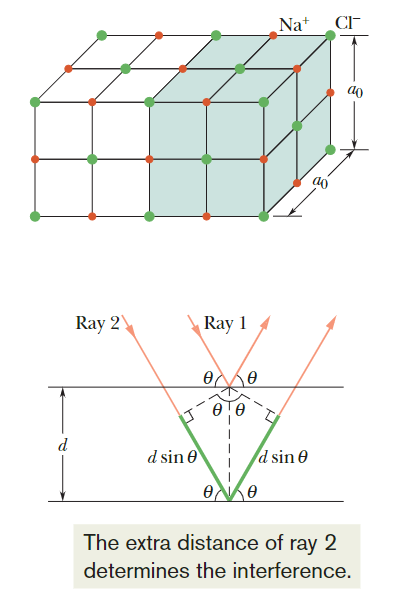 Na⁺ Cl⁻
a₀
a₀
Ray 2 Ray 1
θ θ
θ θ
d
d sin θ d sin θ
θ θ
The extra distance of ray 2
determines the interference.